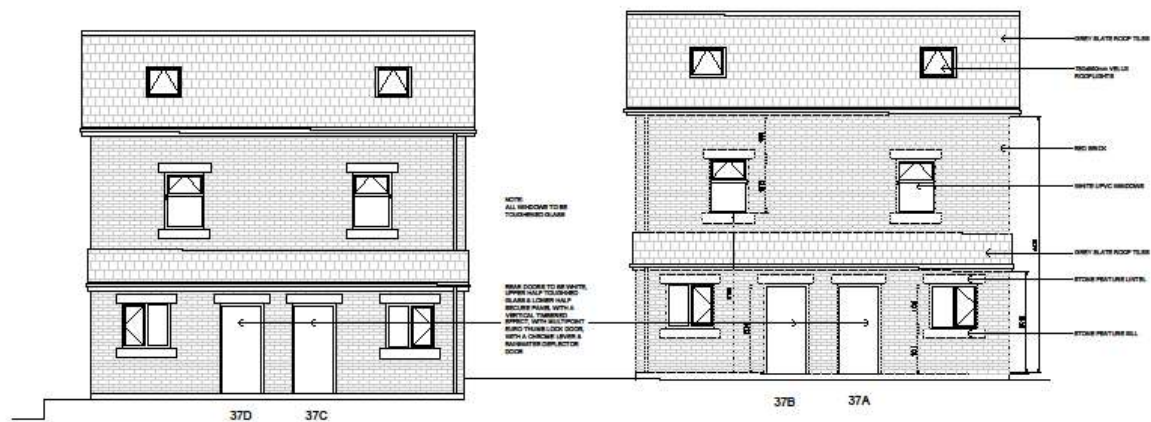 GREY SLATE ROOF TILES
ROOFLIGHTS
RED BRICK
WHITE UPVC WINDOWS
NOTE:
ALL WINDOWS TO BE
TOUGHENED GLASS
GREY SLATE ROOF TILES
STONE FEATURE LINTEL
STONE FEATURE SILL
REAR DOORS TO BE WHITE,
UPPER HALF TOUGHENED
GLASS & LOWER HALF
SECURE PANEL, WITH A
VERTICAL TIMBERED
EFFECT, WITH MULTIPOINT
EURO THUMB LOCK DOOR,
WITH A CHROME LEVER &
RAINWATER DEFLECTOR
DOOR
37D
37C
37B
37A